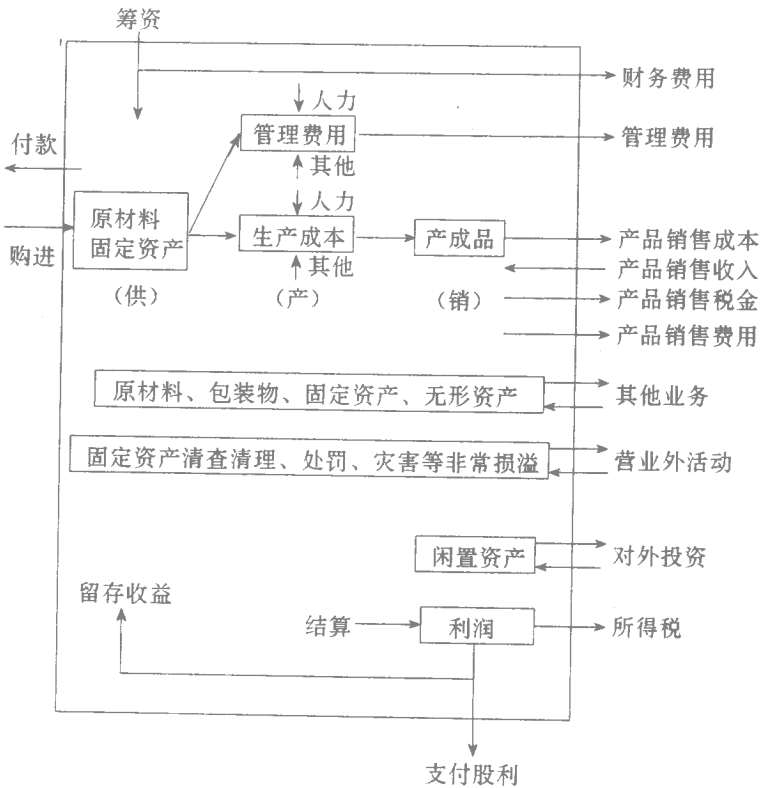 筹资
财务费用
人力
管理费用
管理费用
付款
其他
人力
原材料
固定资产
生产成本
产成品
产品销售成本
购进
其他
产品销售收入
(供)
(产)
(销)
产品销售税金
产品销售费用
原材料、包装物、固定资产、无形资产
其他业务
固定资产清查清理、处罚、灾害等非常损溢
营业外活动
闲置资产
对外投资
留存收益
结算
利润
所得税
支付股利